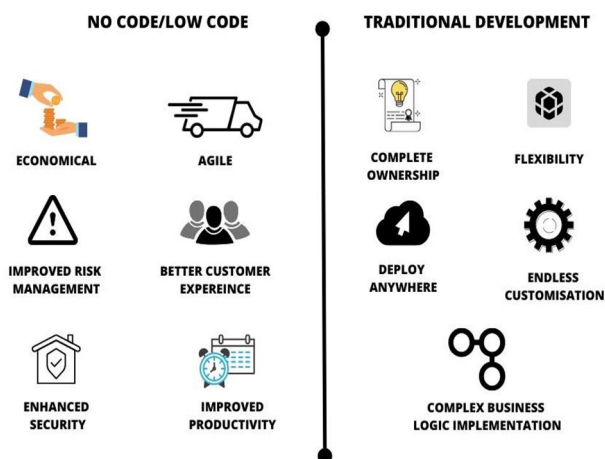 NO CODE/LOW CODE
ECONOMICAL
AGILE
IMPROVED RISK
MANAGEMENT
BETTER CUSTOMER
EXPEREINCE
ENHANCED
SECURITY
IMPROVED
PRODUCTIVITY
TRADITIONAL DEVELOPMENT
COMPLETE
OWNERSHIP
FLEXIBILITY
DEPLOY
ANYWHERE
ENDLESS
CUSTOMISATION
COMPLEX BUSINESS
LOGIC IMPLEMENTATION